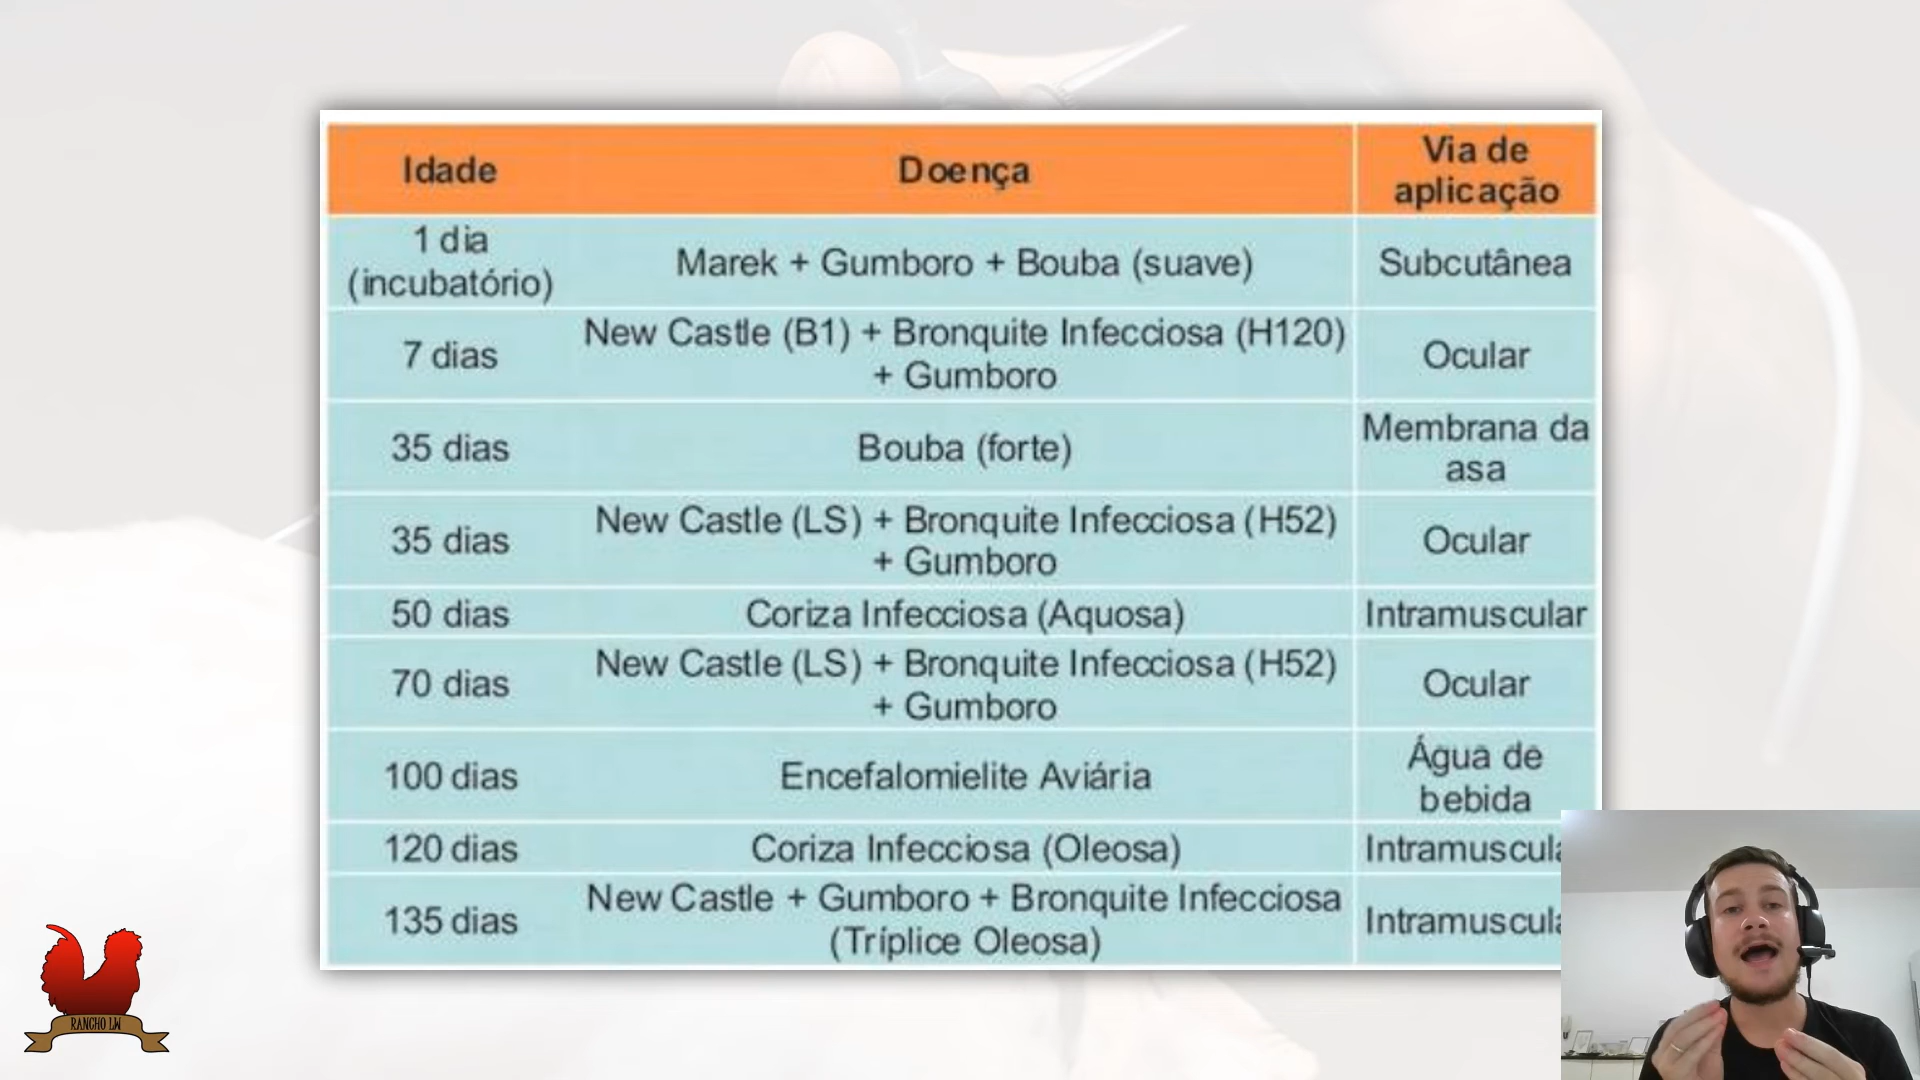 Idade Doença Via de
aplicação
1 dia
(incubatório) Marek + Gumboro + Bouba (suave) Subcutânea
7 dias New Castle (B1) + Bronquite Infecciosa (H120)
+ Gumboro Ocular
35 dias Bouba (forte) Membrana da
asa
35 dias New Castle (LS) + Bronquite Infecciosa (H52)
+ Gumboro Ocular
50 dias Coriza Infecciosa (Aquosa) Intramuscular
70 dias New Castle (LS) + Bronquite Infecciosa (H52)
+ Gumboro Ocular
100 dias Encefalomielite Aviária Água de
bebida
120 dias Coriza Infecciosa (Oleosa) Intramuscula
135 dias New Castle + Gumboro + Bronquite Infecciosa
(Tríplice Oleosa) Intramuscula
RANCHO LW